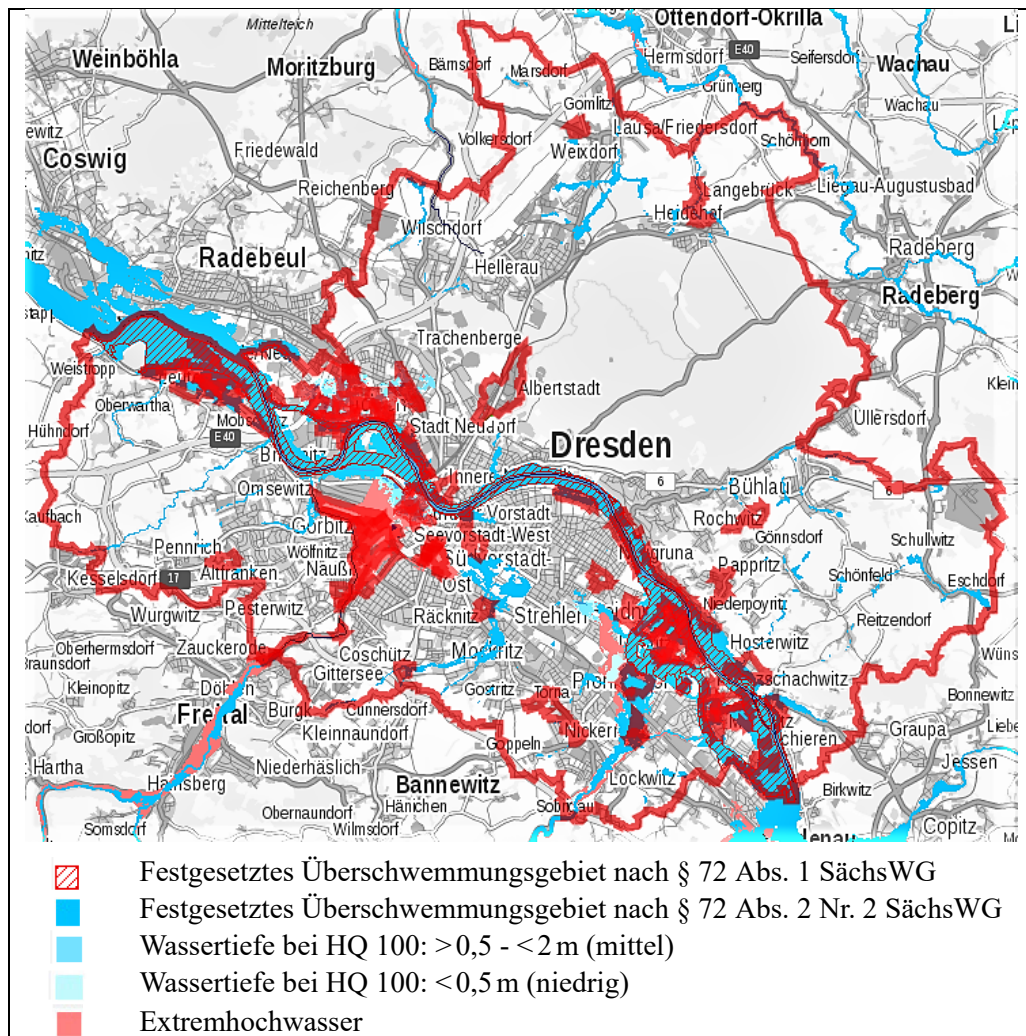 Mittelteich
Ottendorf-Okrilla
Weinböhla
Moritzburg
Bärnsdorf
Marsdorf
Hermsdorf
E40
Seifersdorf
Wachau
Grünberg
Gomlitz
Wachau
Volkersdorf
Lausa/Friedersdorf
Schönborn
Friedewald
Weixdorf
Coswig
Reichenberg
Langebrück
Liegau-Augustusbad
Heidehof
Wilschdorf
Radeberg
Radebeul
Hellerau
Radeberg
Trachenberge
Weistropp
Albertstadt
Oberwartha
Ullersdorf
Hühndorf
Stadt Neudorf
E40
Dresden
Omsewitz
6
Bühlau
6
Vorstadt
Rochwitz
Gorbitz
Gönnsdorf
Seevorstadt-West
Schullwitz
Pennrich
Wölfnitz
Kesselsdorf
17
Altfranken
Pappritz
Schönfeld
Eschdorf
Ost
Wurgwitz
Pesterwitz
Räcknitz
Strehlen
Niederpoyritz
Reitzendorf
Oberhermsdorf
Zauckerode
Coschütz
Mockritz
Hosterwitz
Braunsdorf
Gittersee
Kleinopitz
Döhlen
Gostritz
Torna
Bonnewitz
Freital
Burgk
Cunnersdorf
Großopitz
Kleinnaundorf
Goppeln
Nickern
Graupa
Hartha
Niederhäslich
Jessen
Hainsberg
Bannewitz
Lockwitz
Birkwitz
Obernaundorf
Hänichen
Somsdorf
Wilmsdorf
Copitz
Festgesetztes Überschwemmungsgebiet nach § 72 Abs. 1 SächsWG
Festgesetztes Überschwemmungsgebiet nach § 72 Abs. 2 Nr. 2 SächsWG
Wassertiefe bei HQ 100: > 0,5 - < 2 m (mittel)
Wassertiefe bei HQ 100: < 0,5 m (niedrig)
Extremhochwasser